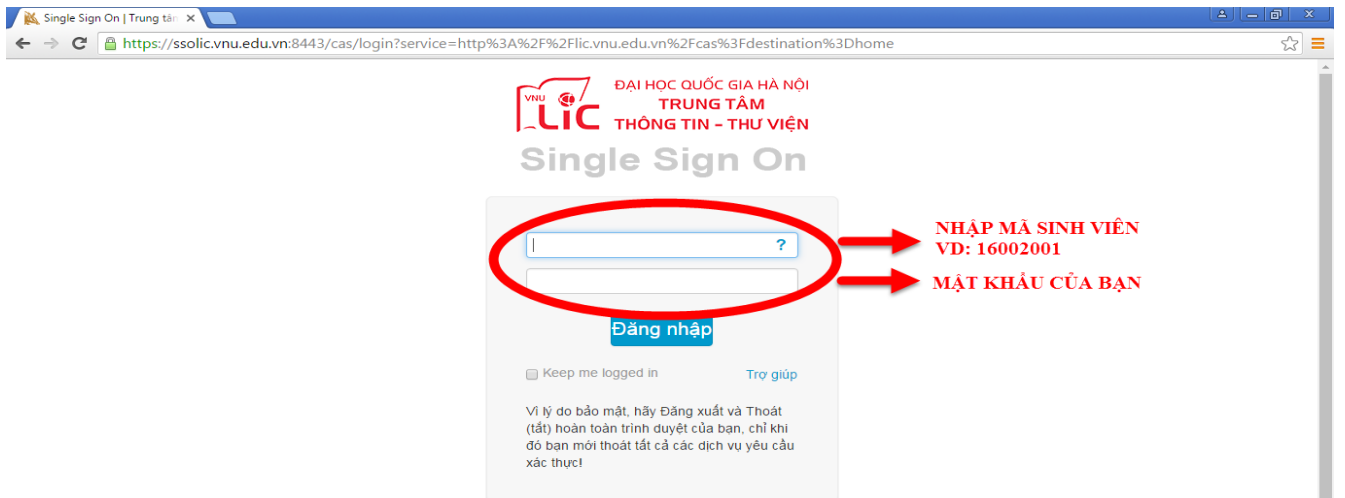 Single Sign On | Trung tâ
https://ssolic.vnu.edu.vn:8443/cas/login?service=http%3A%2F%2Flic.vnu.edu.vn%2Fcas%3Fdestination%3Dhome
VNU LIC
ĐẠI HỌC QUỐC GIA HÀ NỘI
TRUNG TÂM
THÔNG TIN – THƯ VIỆN
Single Sign On
?
NHẬP MÃ SINH VIÊN
VD: 16002001
MẬT KHẨU CỦA BẠN
Đăng nhập
Keep me logged in
Trợ giúp
Vì lý do bảo mật, hãy Đăng xuất và Thoát
(tắt) hoàn toàn trình duyệt của bạn, chỉ khi
đó bạn mới thoát tất cả các dịch vụ yêu cầu
xác thực!